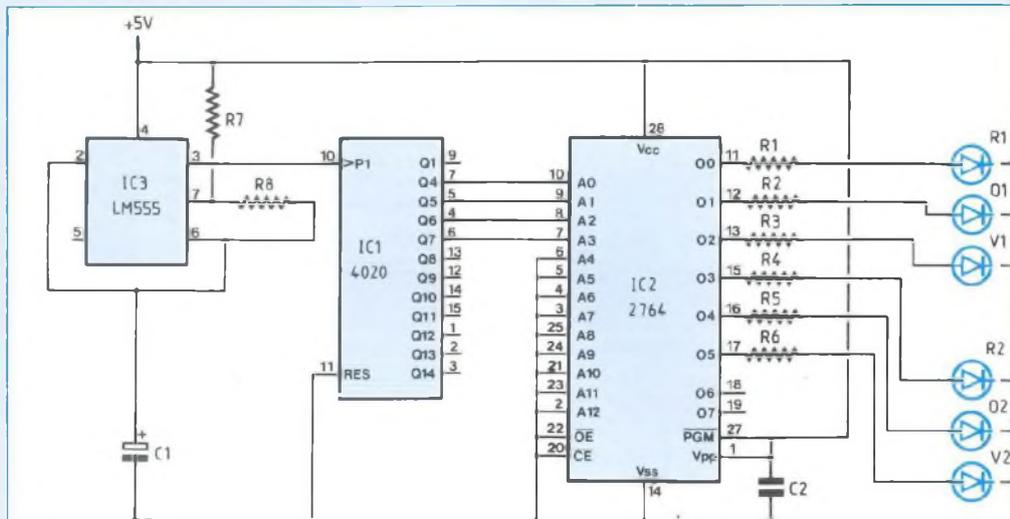 +5V
R7
4
2
3
IC3
LM555
7
R8
5
6
+
C1
10
>P1
Q1
9
Q4
7
Q5
5
Q6
4
Q7
6
Q8
13
Q9
12
Q10
14
Q11
15
Q12
1
Q13
2
Q14
3
IC1
4020
11
RES
28
Vcc
10
A0
9
A1
8
A2
7
A3
6
A4
5
A5
4
A6
3
A7
25
A8
24
A9
21
A10
23
A11
2
A12
22
OE
20
CE
IC2
2764
O0
11
R1
O1
12
R2
O2
13
R3
O3
15
R4
O4
16
R5
O5
17
R6
O6
18
O7
19
PGM
27
Vpp
1
Vss
14
C2
R1
O1
V1
R2
O2
V2